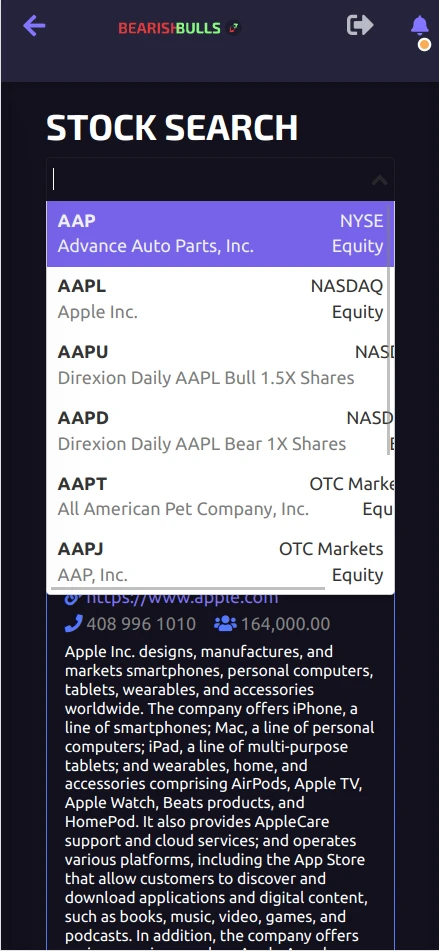 BEARISHBULLS
STOCK SEARCH
AAP NYSE
Advance Auto Parts, Inc. Equity
AAPL NASDAQ
Apple Inc. Equity
AAPU NASD
Direxion Daily AAPL Bull 1.5X Shares
AAPD NASD
Direxion Daily AAPL Bear 1X Shares E
AAPT OTC Marke
All American Pet Company, Inc. Equ
AAPJ OTC Markets
AAP, Inc. Equity
https://www.apple.com
408 996 1010 164,000.00
Apple Inc. designs, manufactures, and
markets smartphones, personal computers,
tablets, wearables, and accessories
worldwide. The company offers iPhone, a
line of smartphones; Mac, a line of personal
computers; iPad, a line of multi-purpose
tablets; and wearables, home, and
accessories comprising AirPods, Apple TV,
Apple Watch, Beats products, and
HomePod. It also provides AppleCare
support and cloud services; and operates
various platforms, including the App Store
that allow customers to discover and
download applications and digital content,
such as books, music, video, games, and
podcasts. In addition, the company offers